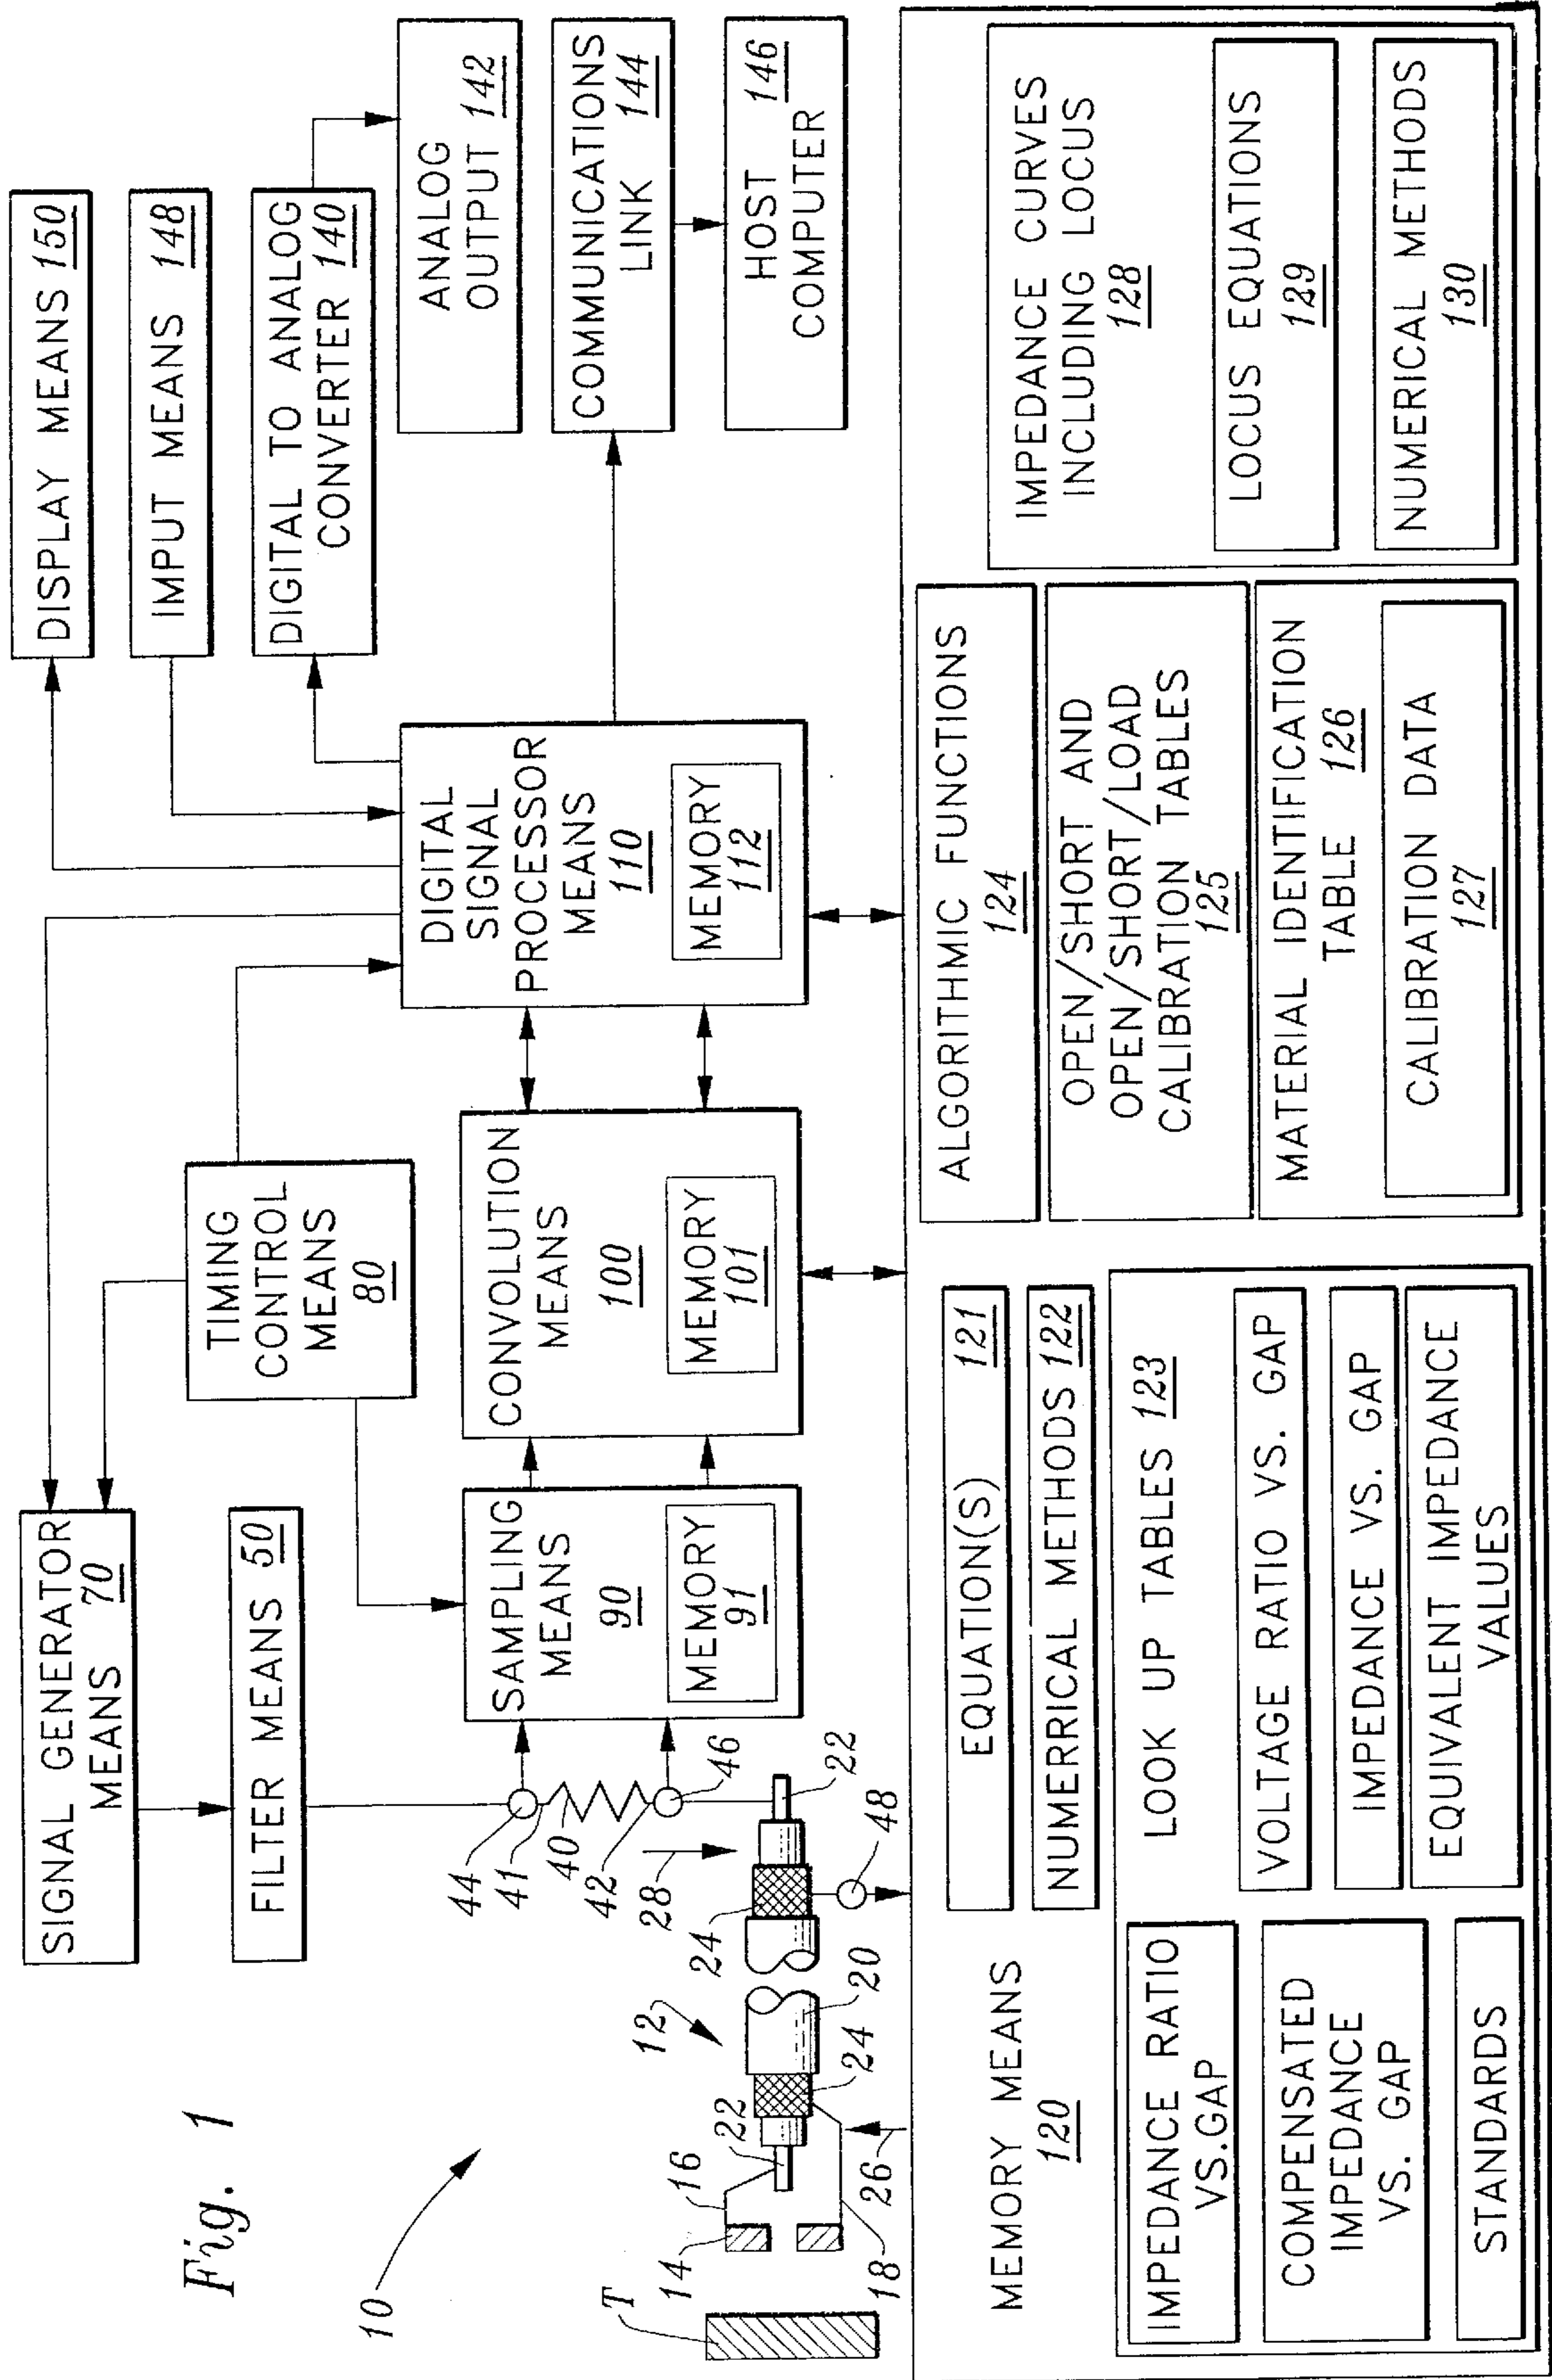 Fig. 1
10
SIGNAL GENERATOR
MEANS 70
FILTER MEANS 50
TIMING
CONTROL
MEANS
80
DISPLAY MEANS 150
IMPUT MEANS 148
DIGITAL TO ANALOG
CONVERTER 140
ANALOG
OUTPUT 142
COMMUNICATIONS
LINK 144
HOST 146
COMPUTER
DIGITAL
SIGNAL
PROCESSOR
MEANS
110
MEMORY
112
CONVOLUTION
MEANS
100
MEMORY
101
SAMPLING
MEANS
90
MEMORY
91
44
41
40
42
46
28
22
48
24
12
20
24
22
16
14
18
26
T
MEMORY MEANS
120
EQUATION(S) 121
NUMERRICAL METHODS 122
LOOK UP TABLES 123
IMPEDANCE RATIO
VS.GAP
VOLTAGE RATIO VS. GAP
COMPENSATED
IMPEDANCE
VS. GAP
IMPEDANCE VS. GAP
STANDARDS
EQUIVALENT IMPEDANCE
VALUES
ALGORITHMIC FUNCTIONS
124
OPEN/SHORT AND
OPEN/SHORT/LOAD
CALIBRATION TABLES
125
MATERIAL IDENTIFICATION
TABLE 126
CALIBRATION DATA
127
IMPEDANCE CURVES
INCLUDING LOCUS
128
LOCUS EQUATIONS
129
NUMERICAL METHODS
130